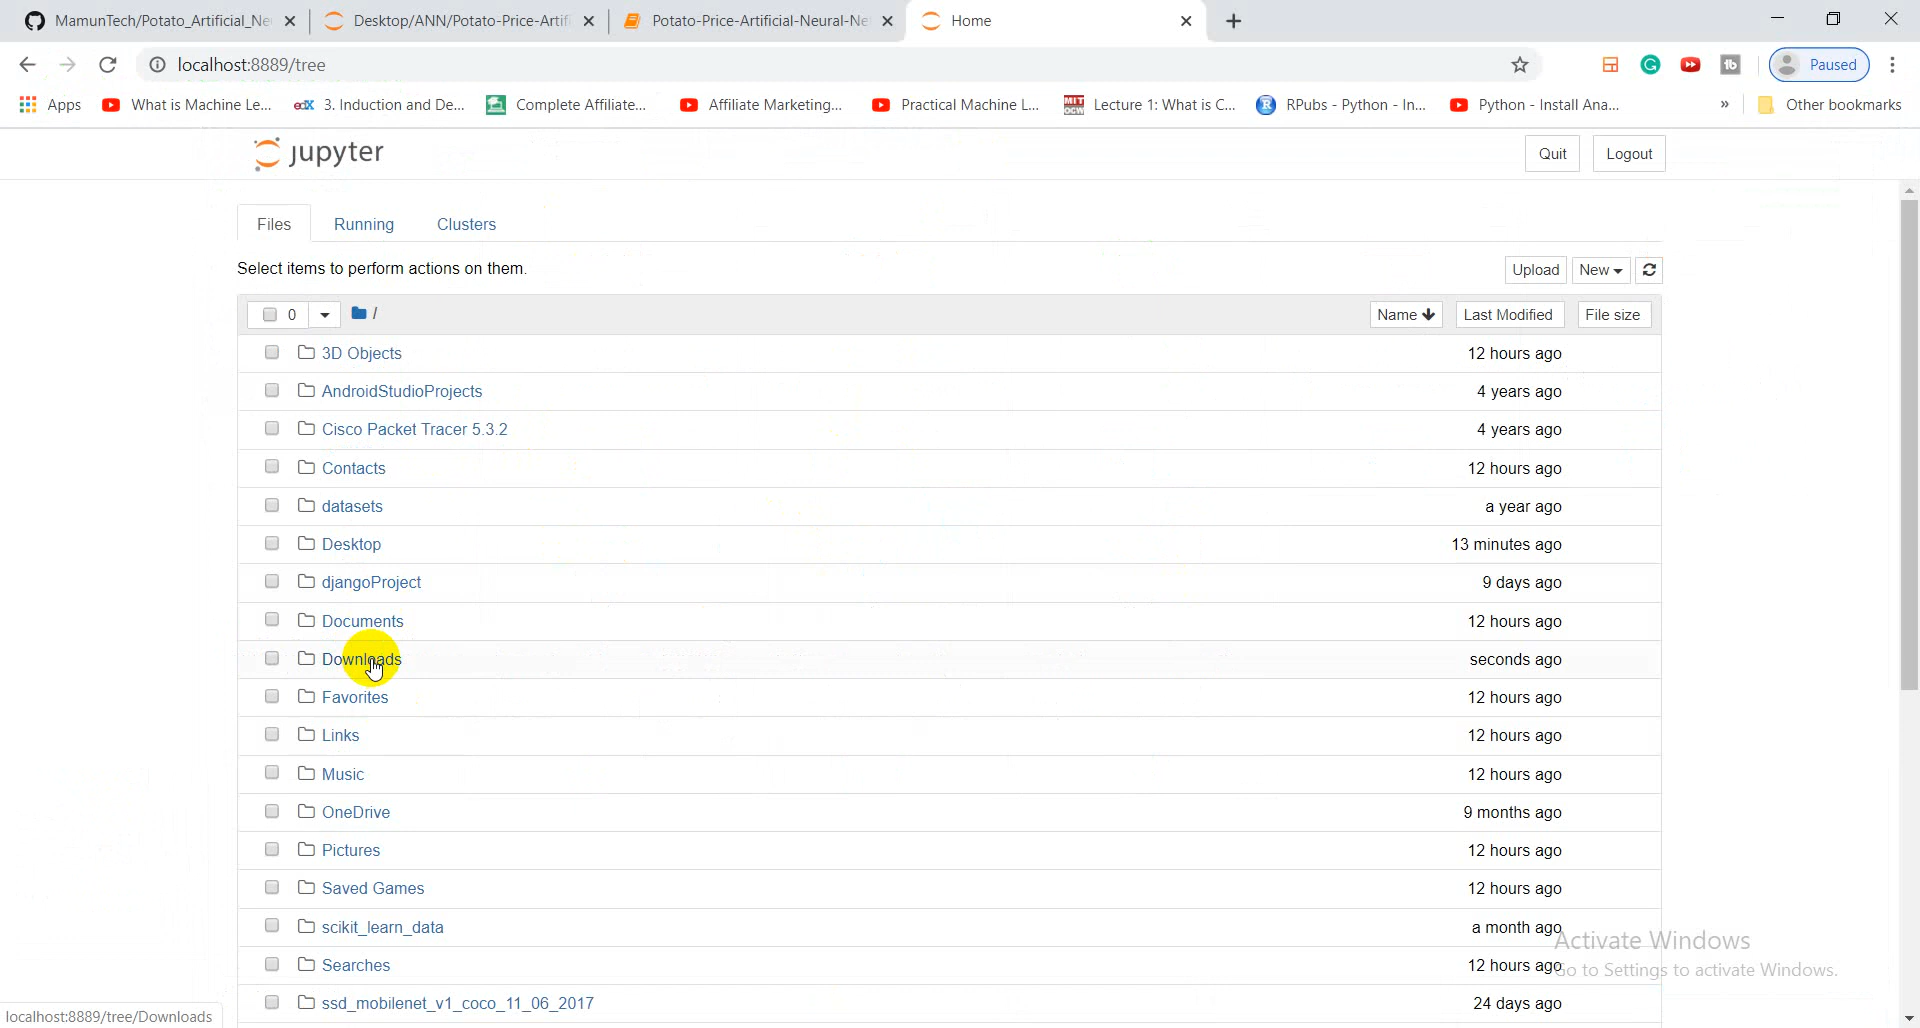 MamunTech/Potato_Artificial_Ne
Desktop/ANN/Potato-Price-Artifi
Potato-Price-Artificial-Neural-Ne
Home
localhost:8889/tree
Paused
Apps
What is Machine Le...
edX 3. Induction and De...
Complete Affiliate...
Affiliate Marketing...
Practical Machine L...
MIT OCW Lecture 1: What is C...
R RPubs - Python - In...
Python - Install Ana...
»
Other bookmarks
jupyter
Quit
Logout
Files
Running
Clusters
Select items to perform actions on them.
Upload
New
0
/
Name
Last Modified
File size
3D Objects 12 hours ago
AndroidStudioProjects 4 years ago
Cisco Packet Tracer 5.3.2 4 years ago
Contacts 12 hours ago
datasets a year ago
Desktop 13 minutes ago
djangoProject 9 days ago
Documents 12 hours ago
Downloads seconds ago
Favorites 12 hours ago
Links 12 hours ago
Music 12 hours ago
OneDrive 9 months ago
Pictures 12 hours ago
Saved Games 12 hours ago
scikit_learn_data a month ago
Activate Windows
Searches 12 hours ago
Go to Settings to activate Windows.
ssd_mobilenet_v1_coco_11_06_2017 24 days ago
localhost:8889/tree/Downloads